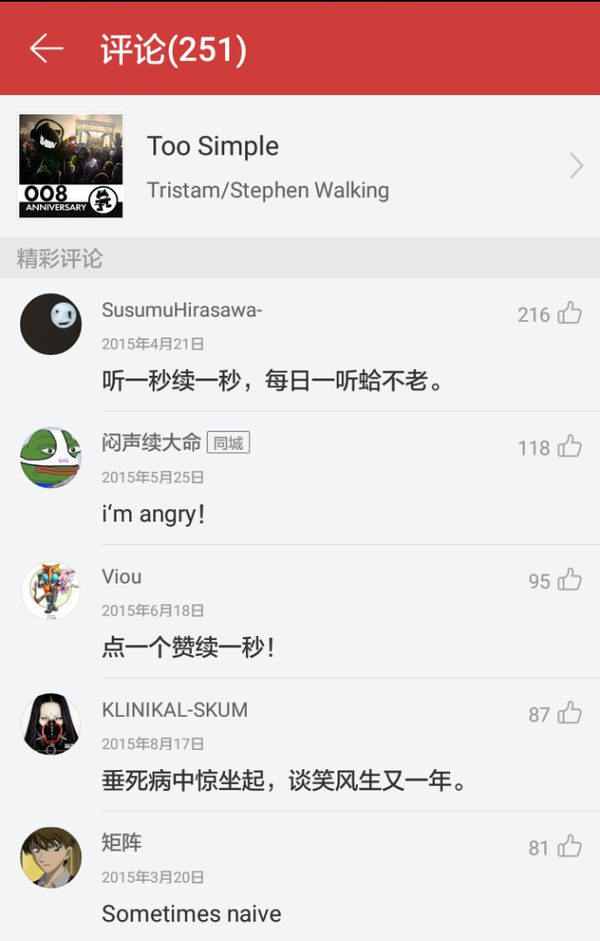 评论(251)
Too Simple
Tristam/Stephen Walking
008
ANNIVERSARY
精彩评论
SusumuHirasawa-
216
2015年4月21日
听一秒续一秒，每日一听蛤不老。
闷声续大命 同城
118
2015年5月25日
i‘m angry！
Viou
95
2015年6月18日
点一个赞续一秒！
KLINIKAL-SKUM
87
2015年8月17日
垂死病中惊坐起，谈笑风生又一年。
矩阵
81
2015年3月20日
Sometimes naive